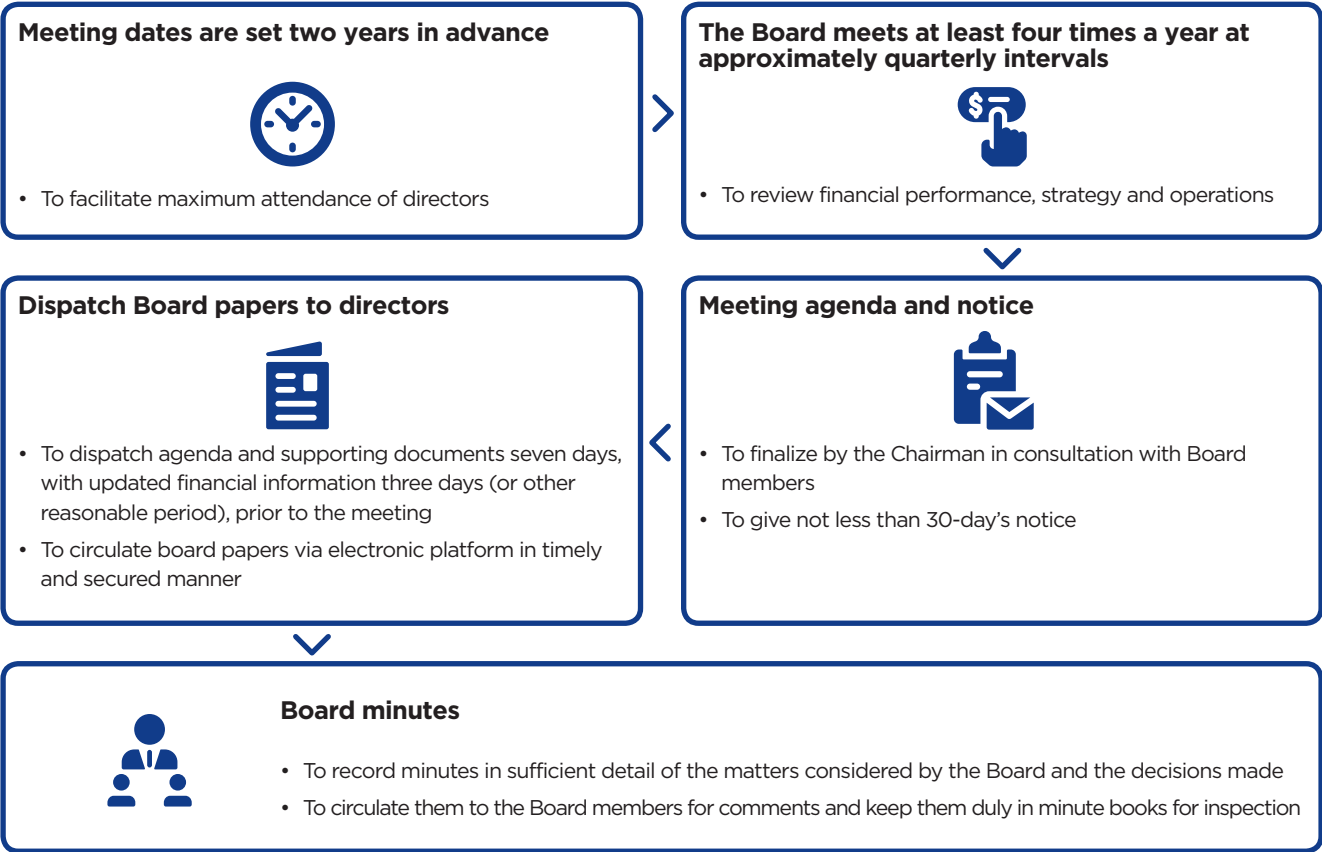 Meeting dates are set two years in advance
• To facilitate maximum attendance of directors
The Board meets at least four times a year at
approximately quarterly intervals
$
• To review financial performance, strategy and operations
Meeting agenda and notice
• To finalize by the Chairman in consultation with Board
members
• To give not less than 30-day’s notice
Dispatch Board papers to directors
• To dispatch agenda and supporting documents seven days,
with updated financial information three days (or other
reasonable period), prior to the meeting
• To circulate board papers via electronic platform in timely
and secured manner
Board minutes
• To record minutes in sufficient detail of the matters considered by the Board and the decisions made
• To circulate them to the Board members for comments and keep them duly in minute books for inspection